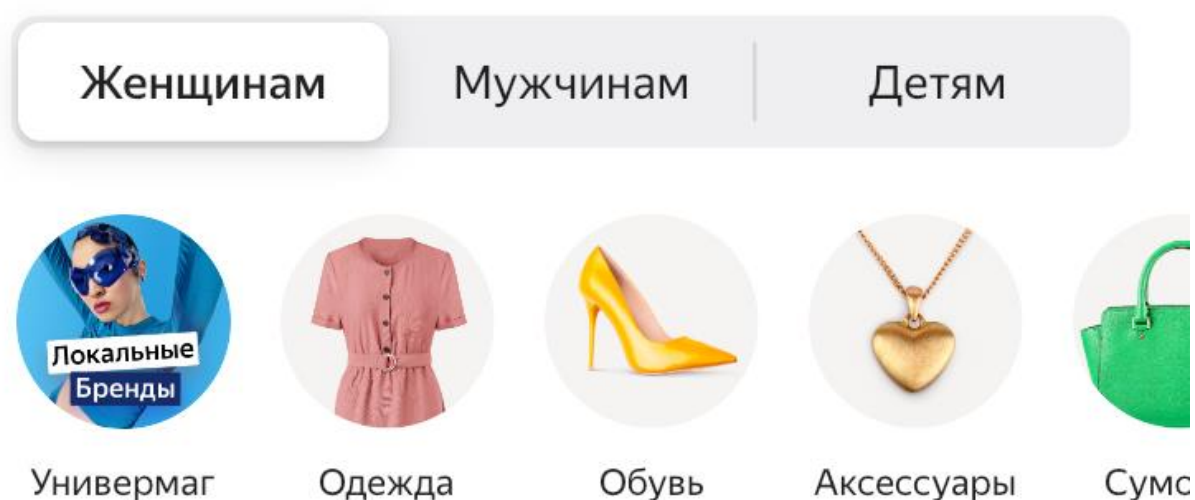 Женщинам
Мужчинам
Детям
Локальные
Бренды
Универмаг
Одежда
Обувь
Аксессуары